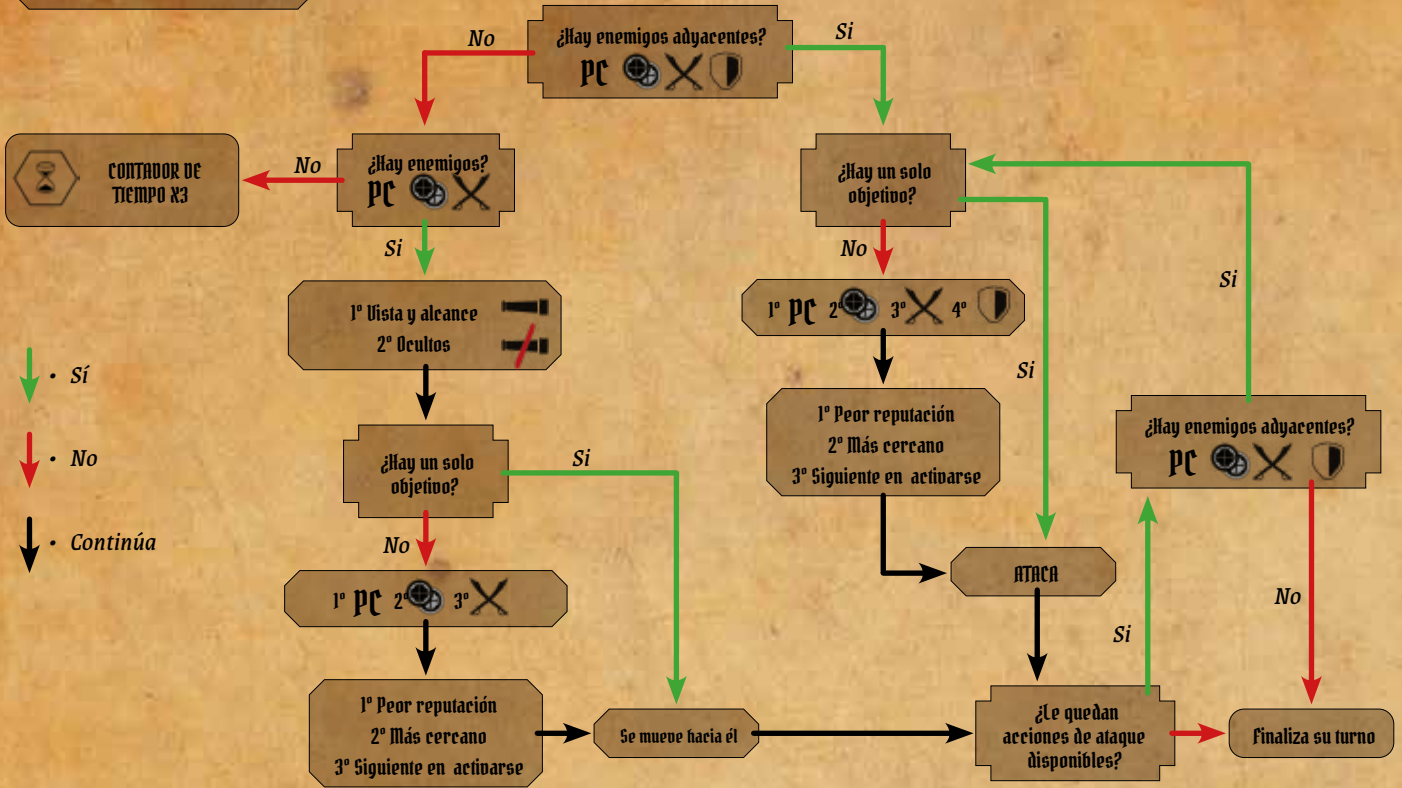 ¿Hay enemigos adyacentes?
PC
No
Si
¿Hay enemigos?
PC
No
CONTADOR DE
TIEMPO X3
Si
1º Vista y alcance
2º Ocultos
¿Hay un solo
objetivo?
Si
No
1º PC 2º 3º
1º Peor reputación
2º Más cercano
3º Siguiente en activarse
Se mueve hacia él
¿Hay un solo
objetivo?
No
Si
1º PC 2º 3º 4º
1º Peor reputación
2º Más cercano
3º Siguiente en activarse
ATACA
¿Le quedan
acciones de ataque
disponibles?
Si
¿Hay enemigos adyacentes?
PC
Si
No
Finaliza su turno
· Sí
· No
· Continúa